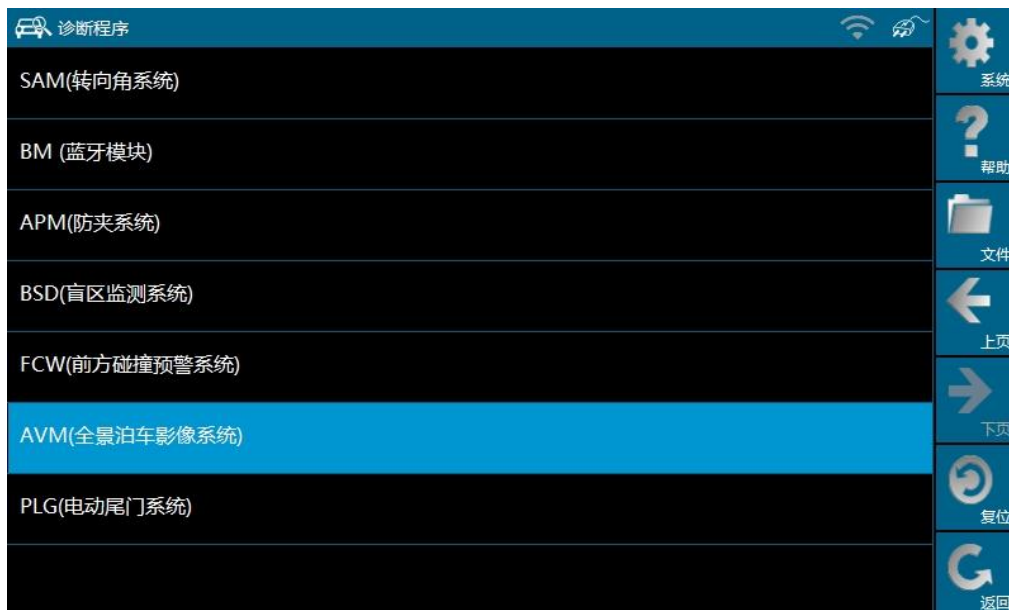 诊断程序
SAM(转向角系统)
BM (蓝牙模块)
APM(防夹系统)
BSD(盲区监测系统)
FCW(前方碰撞预警系统)
AVM(全景泊车影像系统)
PLG(电动尾门系统)
系统
帮助
文件
上页
下页
复位
返回